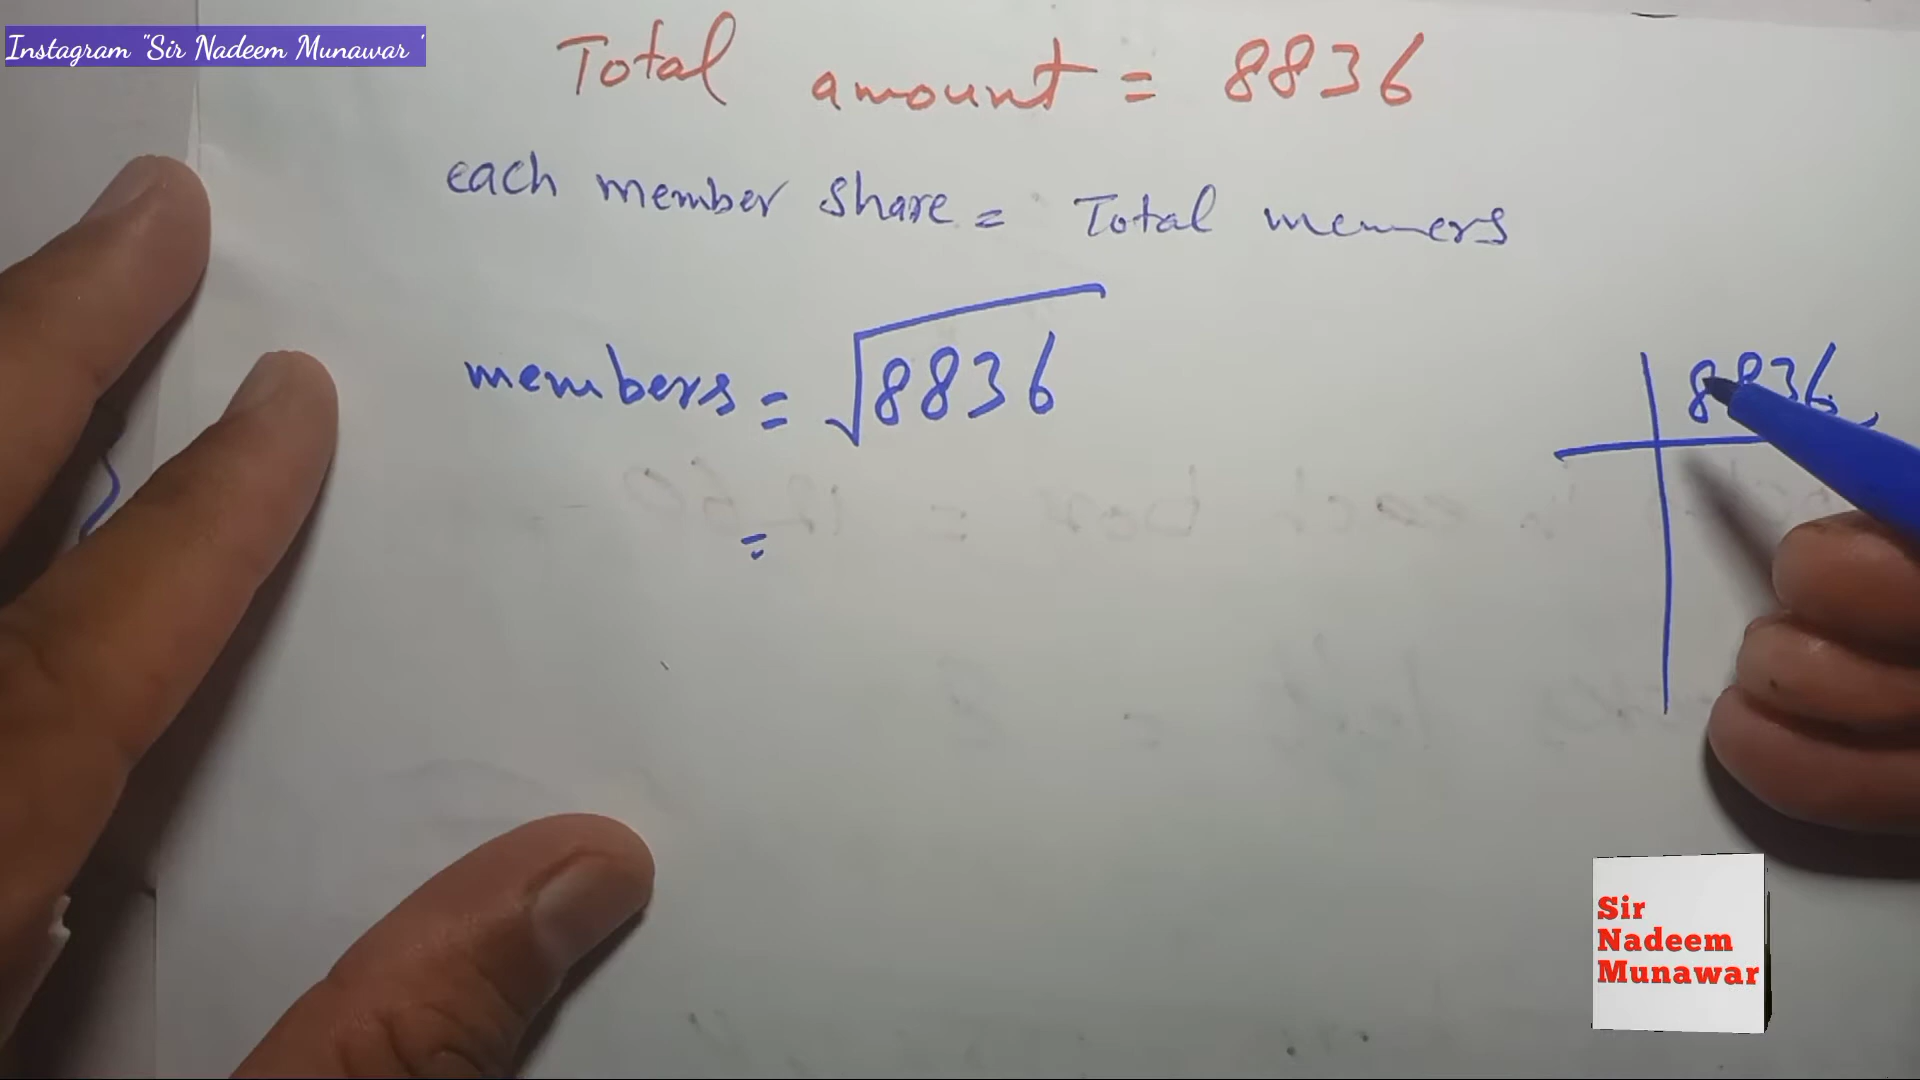 Instagram "Sir Nadeem Munawar"
Total amount = 8836
each member share = Total memers
members = √8836
8836
=
Sir
Nadeem
Munawar